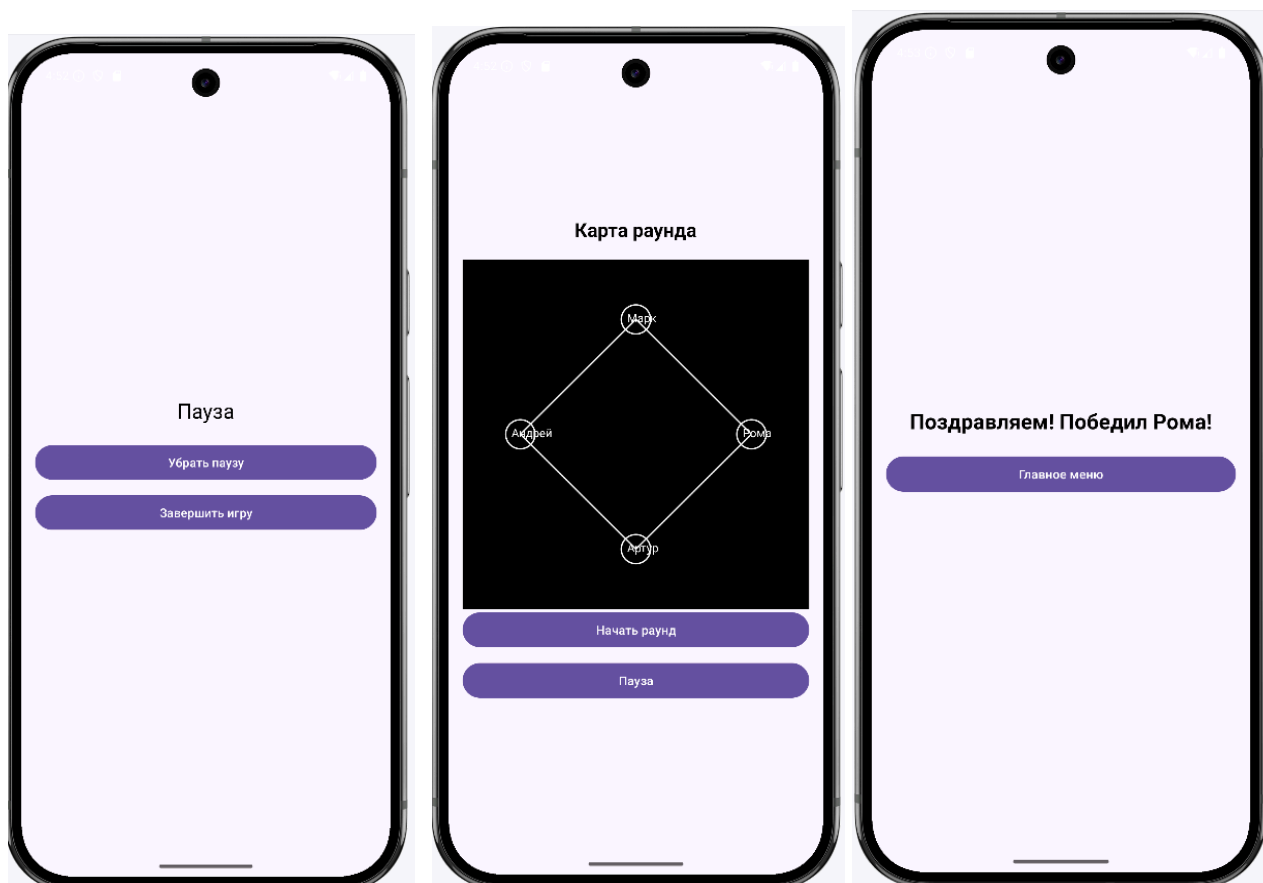 Пауза
Убрать паузу
Завершить игру
Карта раунда
Марк
Андрей
Рома
Артур
Начать раунд
Пауза
Поздравляем! Победил Рома!
Главное меню